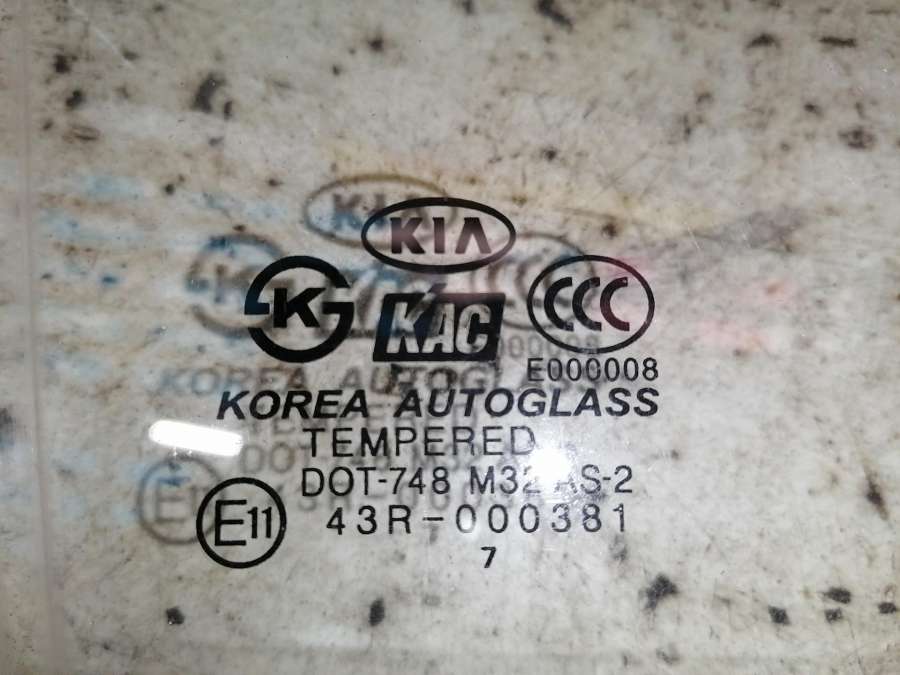 KIA
K KAC CCC
E000008
KOREA AUTOGLASS
TEMPERED
DOT-748 M32 AS-2
E11 43R-000381
7